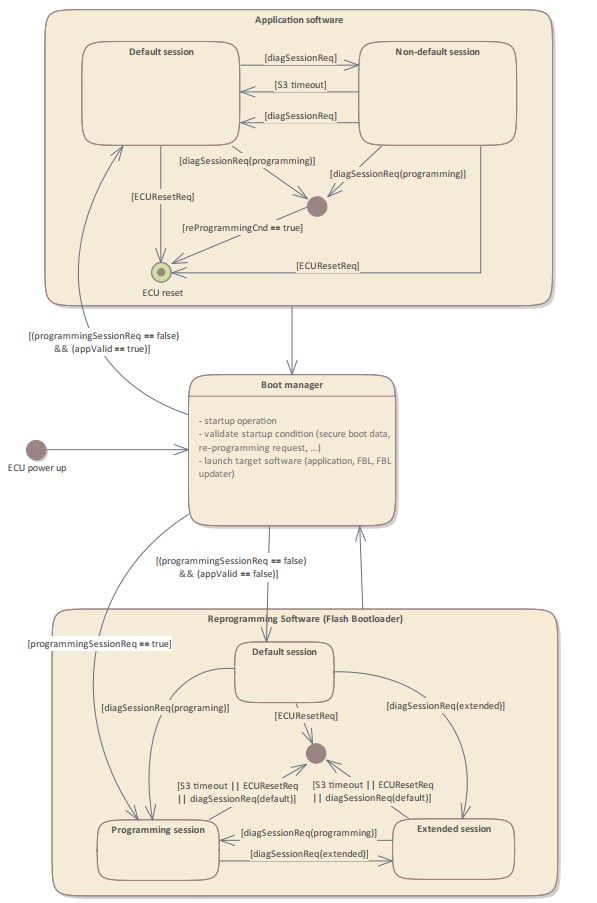 Application software
Default session
Non-default session
[diagSessionReq]
[S3 timeout]
[diagSessionReq]
[diagSessionReq(programming)]
[diagSessionReq(programming)]
[ECUResetReq]
[reProgrammingCnd == true]
[ECUResetReq]
ECU reset
[(programmingSessionReq == false)
&& (appValid == true)]
Boot manager
- startup operation
- validate startup condition (secure boot data,
re-programming request, ...)
- launch target software (application, FBL, FBL
updater)
ECU power up
[(programmingSessionReq == false)
&& (appValid == false)]
Reprogramming Software (Flash Bootloader)
[programmingSessionReq == true]
Default session
[diagSessionReq(programing)]
[ECUResetReq]
[diagSessionReq(extended)]
[S3 timeout || ECUResetReq
|| diagSessionReq(default)]
[S3 timeout || ECUResetReq
|| diagSessionReq(default)]
Programming session
[diagSessionReq(programming)]
Extended session
[diagSessionReq(extended)]